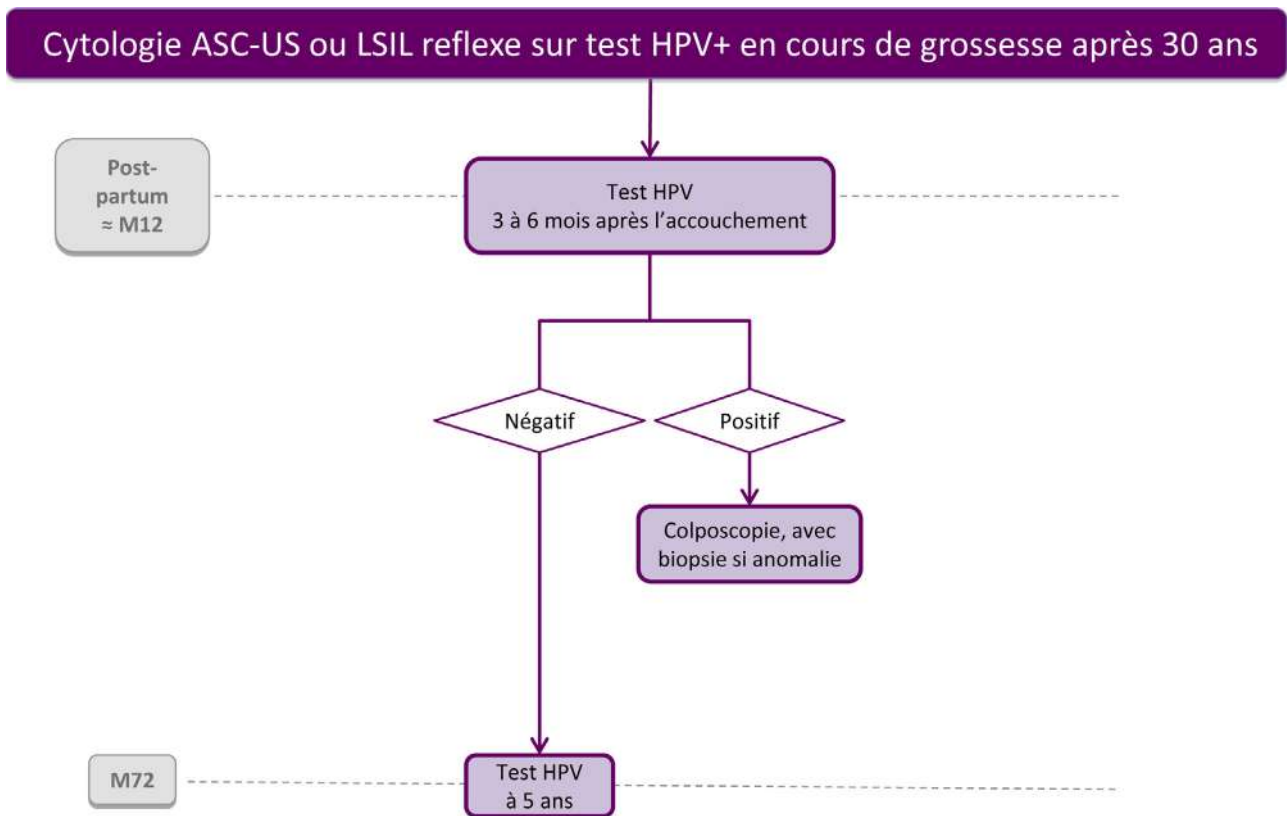 Cytologie ASC-US ou LSIL reflexe sur test HPV+ en cours de grossesse après 30 ans
Post-
partum
≈ M12
Test HPV
3 à 6 mois après l’accouchement
Négatif
Positif
Colposcopie, avec
biopsie si anomalie
M72
Test HPV
à 5 ans